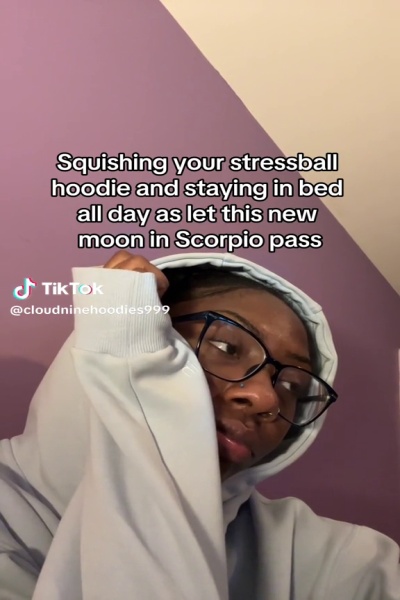 Squishing your stressball
hoodie and staying in bed
all day as let this new
moon in Scorpio pass
TikTok
@cloudninehoodies999